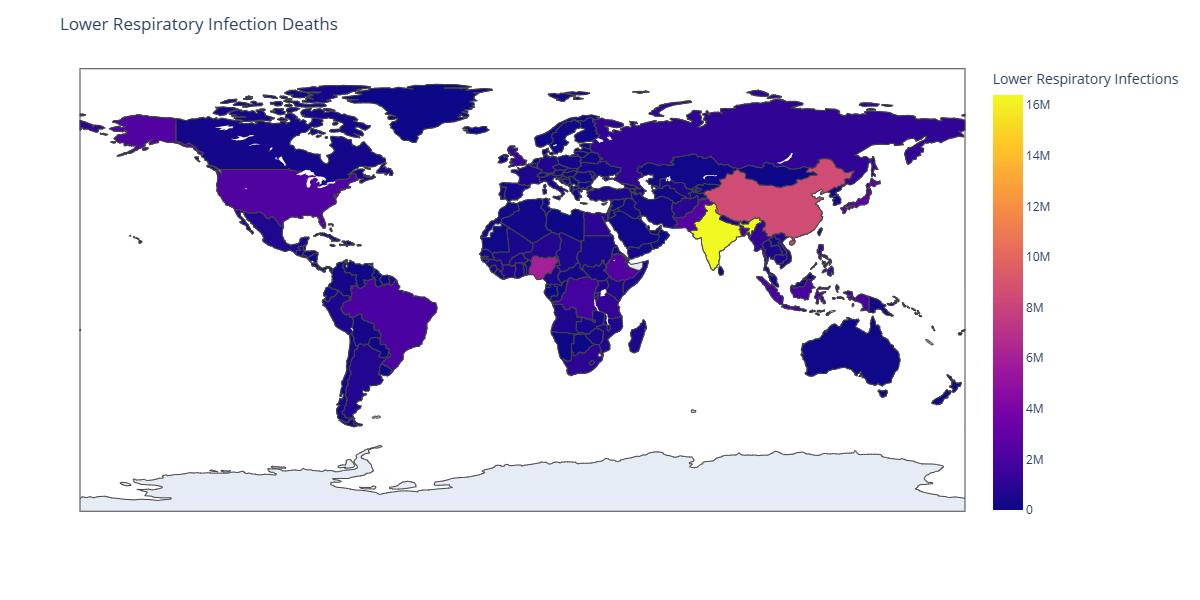 Lower Respiratory Infection Deaths
Lower Respiratory Infections
16M
14M
12M
10M
8M
6M
4M
2M
0